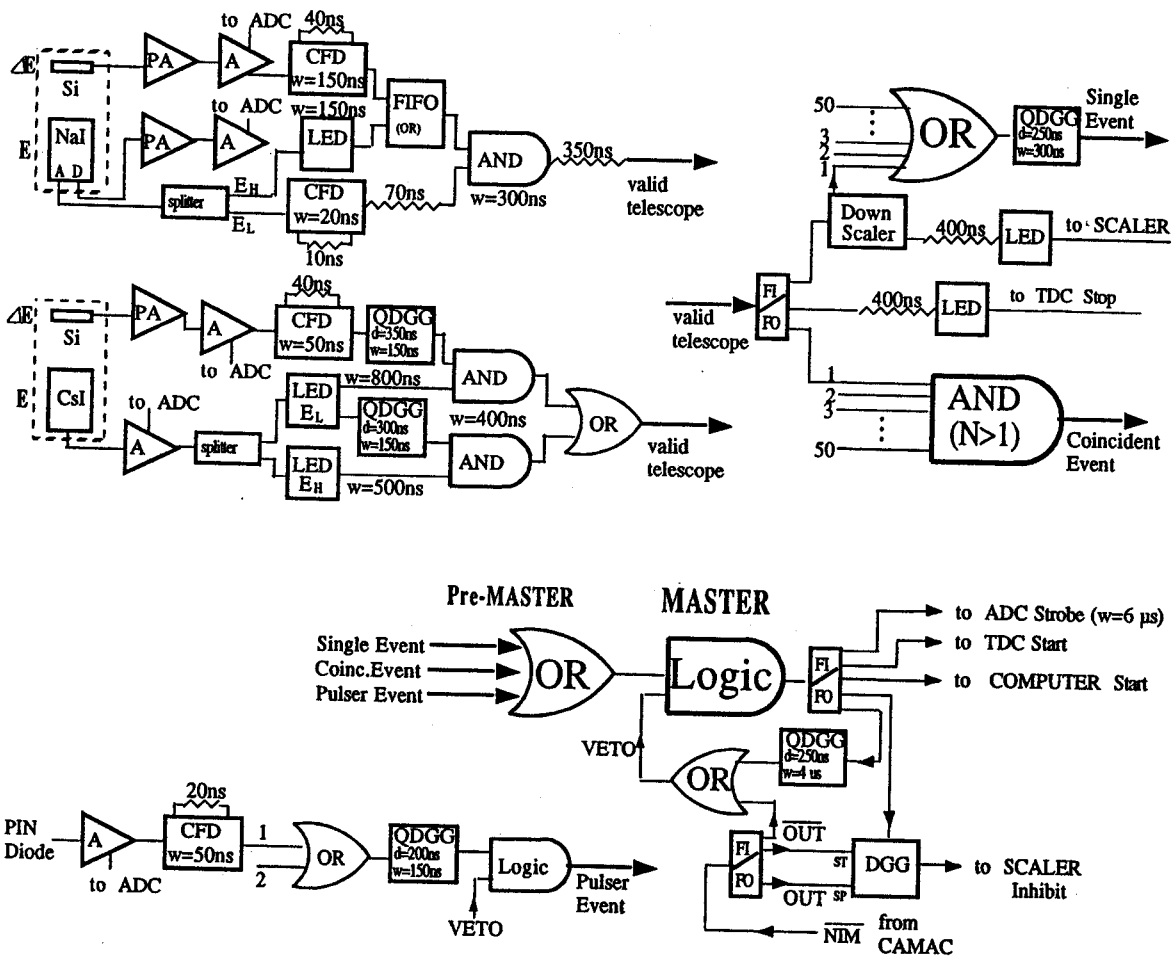 to ADC
40ns
ΔE
Si
PA
A
CFD
w=150ns
w=150ns
FIFO
(OR)
to ADC
E
NaI
A D
PA
A
LED
AND
350ns
valid
telescope
w=300ns
splitter
EH
EL
CFD
w=20ns
70ns
10ns
40ns
ΔE
Si
PA
A
to ADC
CFD
w=50ns
QDGG
d=350ns
w=150ns
AND
E
CsI
to ADC
A
splitter
LED
EL
w=800ns
QDGG
d=300ns
w=150ns
w=400ns
AND
LED
EH
w=500ns
OR
valid
telescope
50
3
2
1
OR
QDGG
d=250ns
w=300ns
Single
Event
Down
Scaler
400ns
LED
to SCALER
valid
telescope
FI
FO
400ns
LED
to TDC Stop
1
2
3
50
AND
(N>1)
Coincident
Event
Pre-MASTER
MASTER
Single Event
Coinc.Event
Pulser Event
OR
Logic
FI
FO
to ADC Strobe (w=6 μs)
to TDC Start
to COMPUTER Start
VETO
OR
QDGG
d=250ns
w=4 us
PIN
Diode
A
to ADC
20ns
CFD
w=50ns
1
2
OR
QDGG
d=200ns
w=150ns
Logic
VETO
Pulser
Event
FI
FO
OUT
ST
OUT
SP
DGG
to SCALER
Inhibit
NIM
from
CAMAC